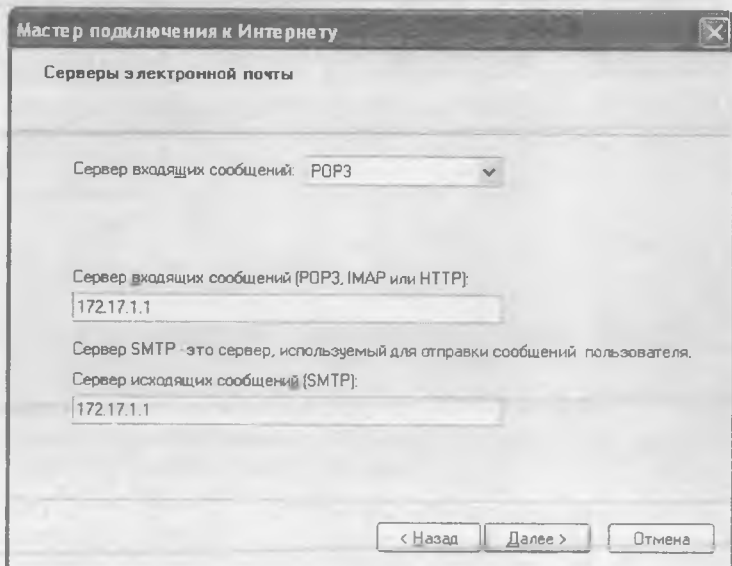 Мастер подключения к Интернету
Серверы электронной почты
Сервер входящих сообщений: POP3
Сервер входящих сообщений (POP3, IMAP или HTTP):
172.17.1.1
Сервер SMTP - это сервер, используемый для отправки сообщений пользователя.
Сервер исходящих сообщений (SMTP):
172.17.1.1
< Назад Далее > Отмена